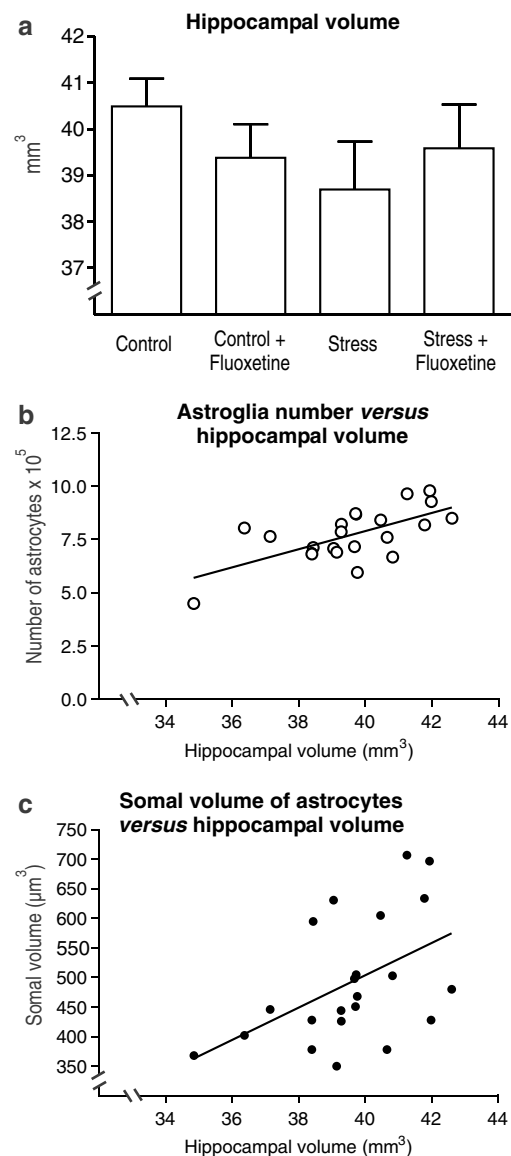 a
Hippocampal volume
42
41
40
39
38
37
mm³
Control
Control +
Fluoxetine
Stress
Stress +
Fluoxetine
b
Astroglia number versus
hippocampal volume
12.5
10.0
7.5
5.0
2.5
0.0
Number of astrocytes x 10⁵
34 36 38 40 42 44
Hippocampal volume (mm³)
c
Somal volume of astrocytes
versus hippocampal volume
750
700
650
600
550
500
450
400
350
Somal volume (µm³)
34 36 38 40 42 44
Hippocampal volume (mm³)